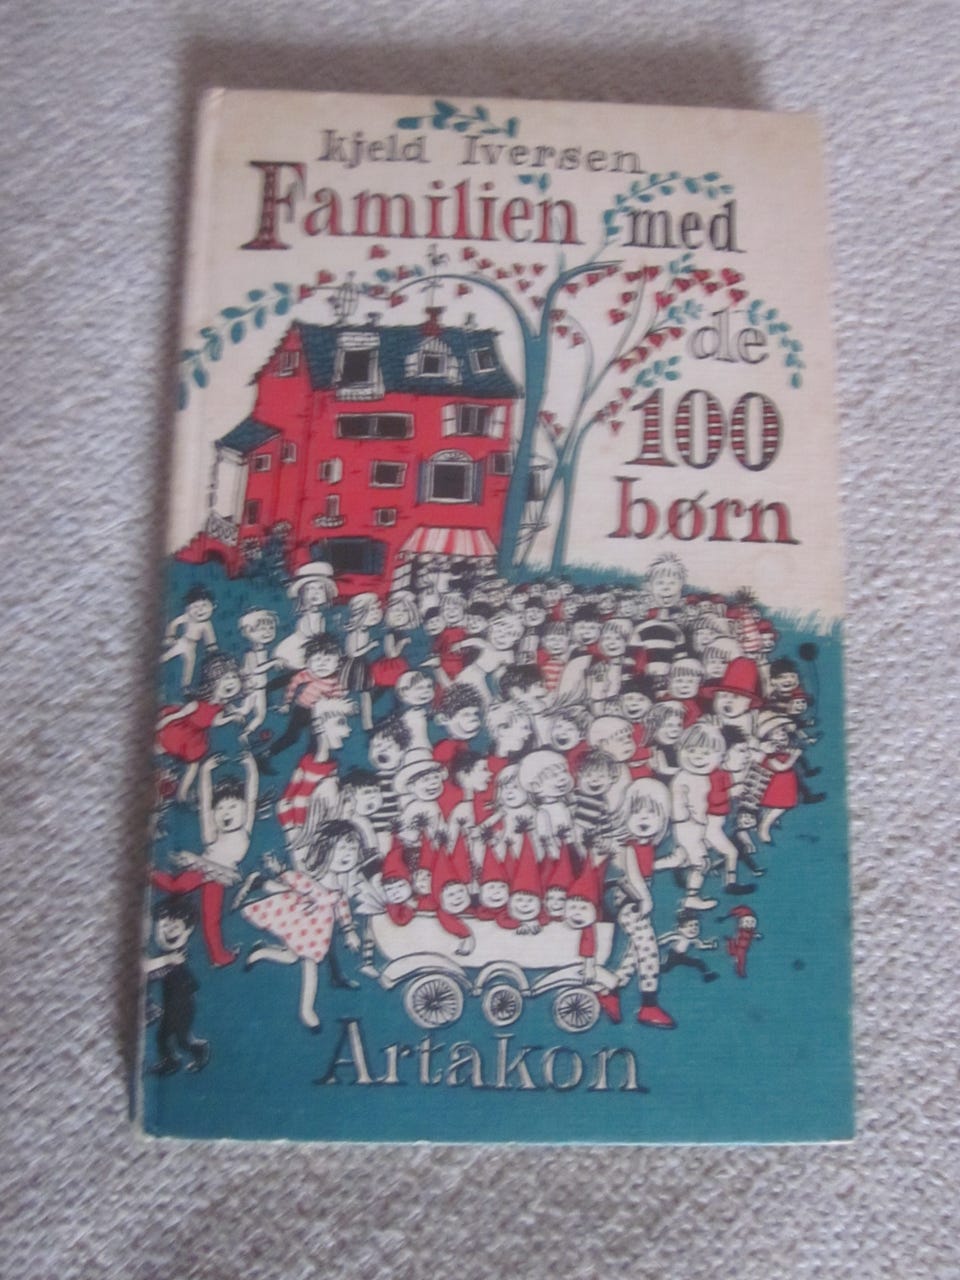 kjeld Iversen
Familien med
de
100
børn
Artakon